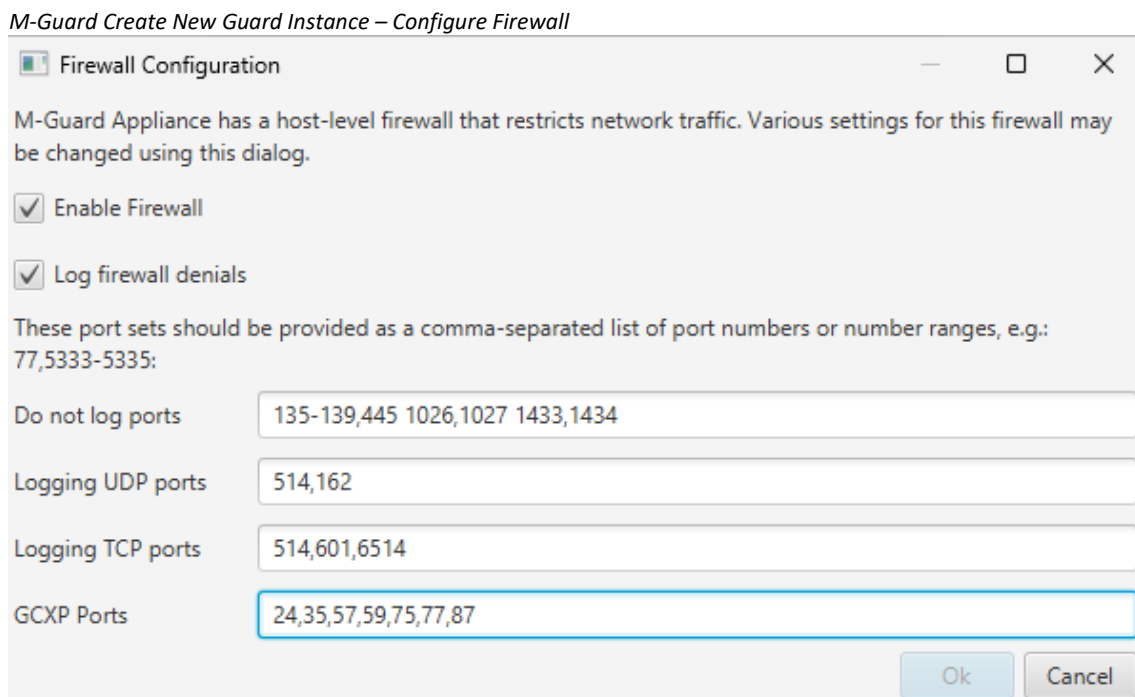 M-Guard Create New Guard Instance – Configure Firewall
Firewall Configuration
M-Guard Appliance has a host-level firewall that restricts network traffic. Various settings for this firewall may
be changed using this dialog.
Enable Firewall
Log firewall denials
These port sets should be provided as a comma-separated list of port numbers or number ranges, e.g.:
77,5333-5335:
Do not log ports 135-139,445 1026,1027 1433,1434
Logging UDP ports 514,162
Logging TCP ports 514,601,6514
GCXP Ports 24,35,57,59,75,77,87
Ok Cancel